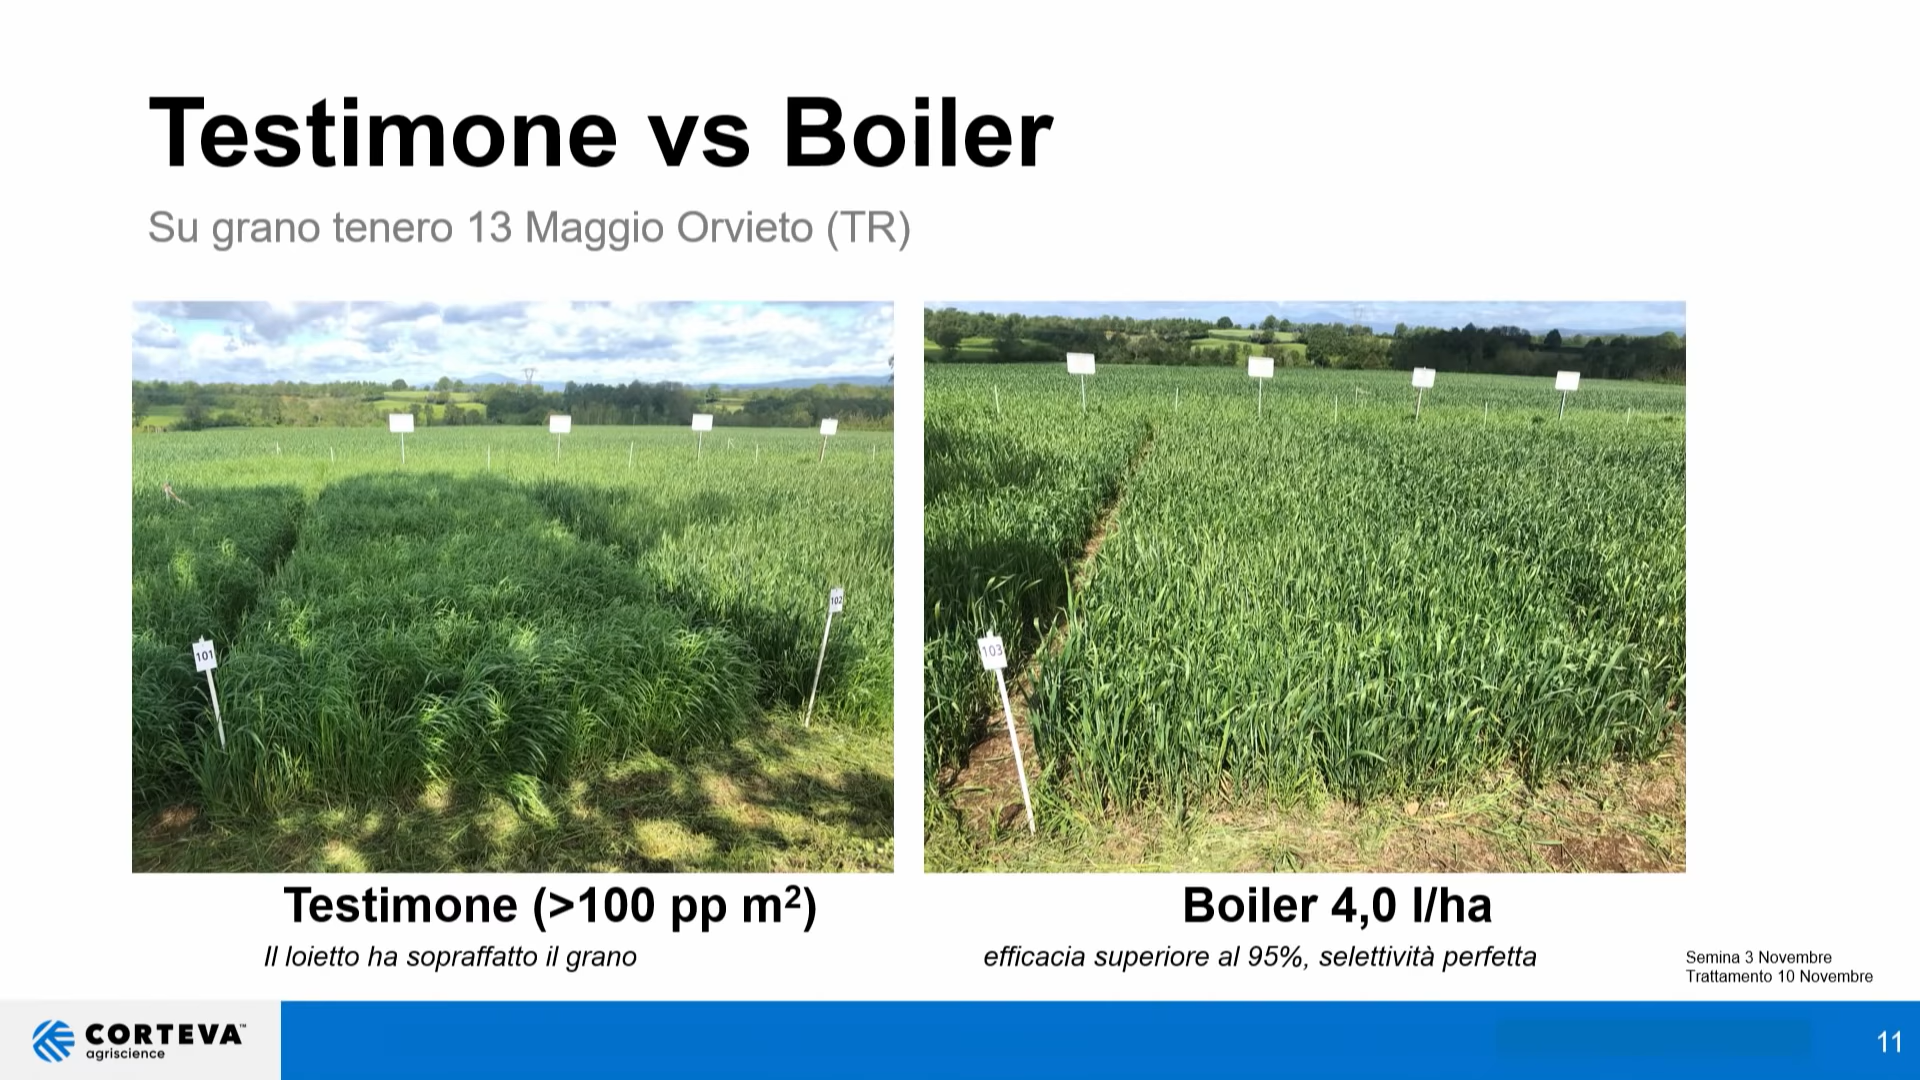 Testimone vs Boiler
Su grano tenero 13 Maggio Orvieto (TR)
101
102
103
Testimone (>100 pp m²)
Il loietto ha sopraffatto il grano
Boiler 4,0 l/ha
efficacia superiore al 95%, selettività perfetta
Semina 3 Novembre
Trattamento 10 Novembre
CORTEVA™
agriscience
11